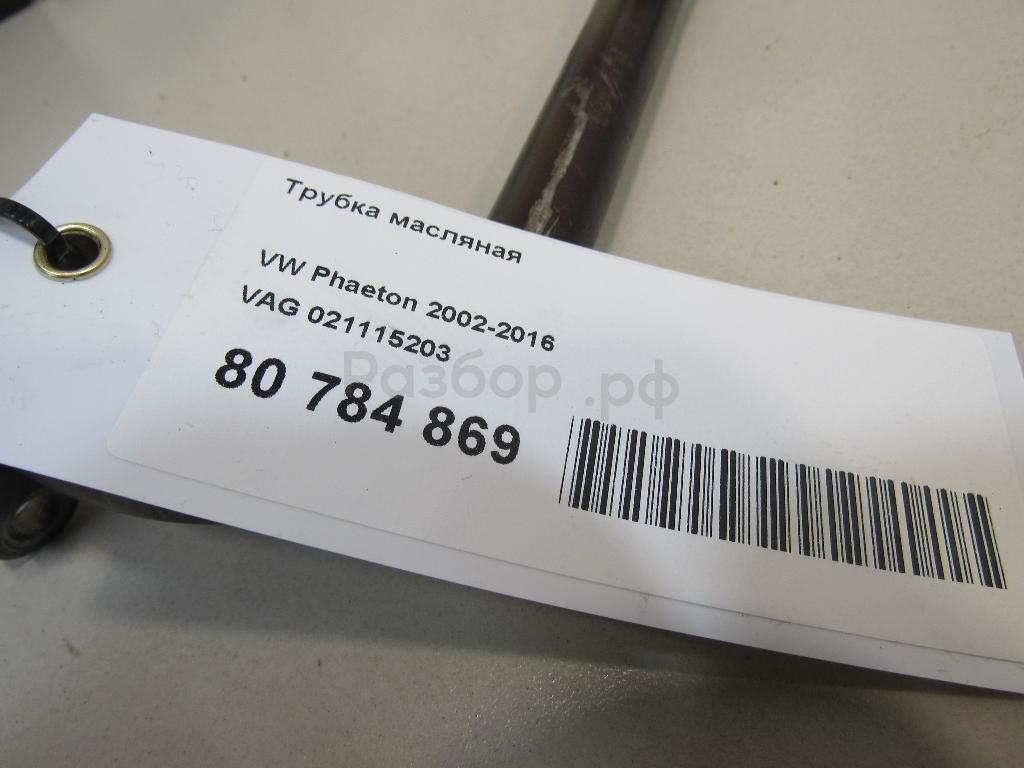 Трубка масляная
VW Phaeton 2002-2016
VAG 021115203
80 784 869
Разбор.рф